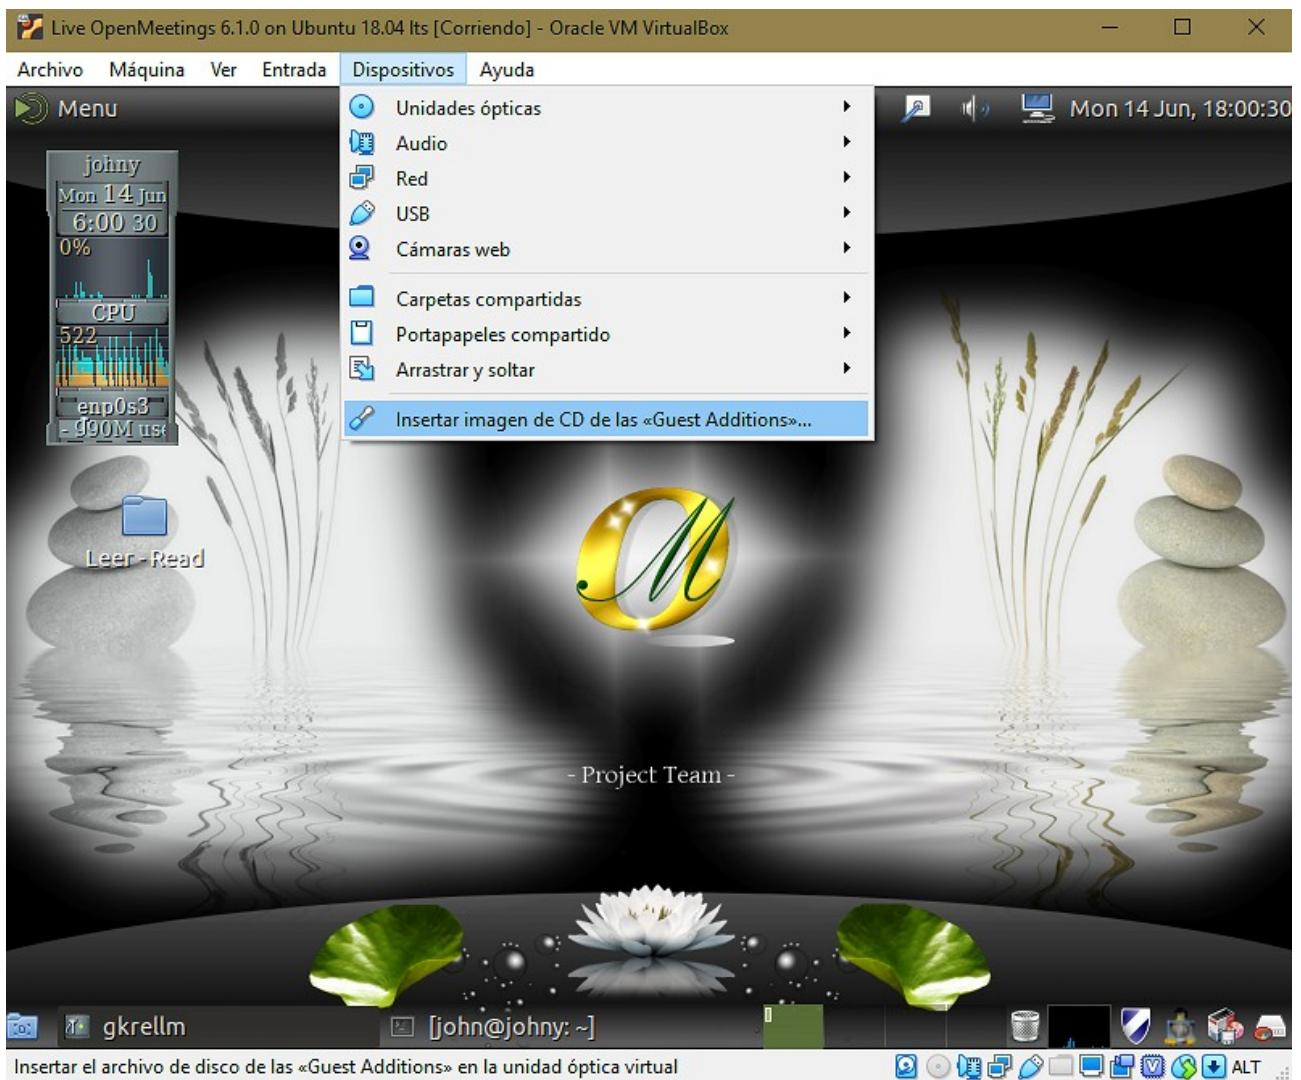 Live OpenMeetings 6.1.0 on Ubuntu 18.04 lts [Corriendo] - Oracle VM VirtualBox
Archivo Máquina Ver Entrada Dispositivos Ayuda
Menu
Mon 14 Jun, 18:00:30
Unidades ópticas
Audio
Red
USB
Cámaras web
Carpetas compartidas
Portapapeles compartido
Arrastrar y soltar
Insertar imagen de CD de las «Guest Additions»...
johny
Mon 14 Jun
6:00 30
0%
CPU
522
enp0s3
- 990M use
Leer - Read
OM
- Project Team -
gkrellm
[john@johny: ~]
Insertar el archivo de disco de las «Guest Additions» en la unidad óptica virtual
ALT